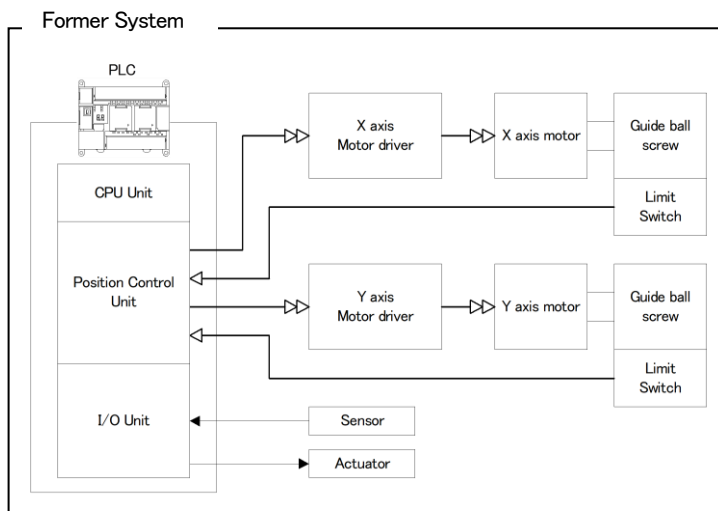 Former System
PLC
X axis
Motor driver
X axis motor
Guide ball
screw
CPU Unit
Limit
Switch
Position Control
Unit
Y axis
Motor driver
Y axis motor
Guide ball
screw
Limit
Switch
I/O Unit
Sensor
Actuator